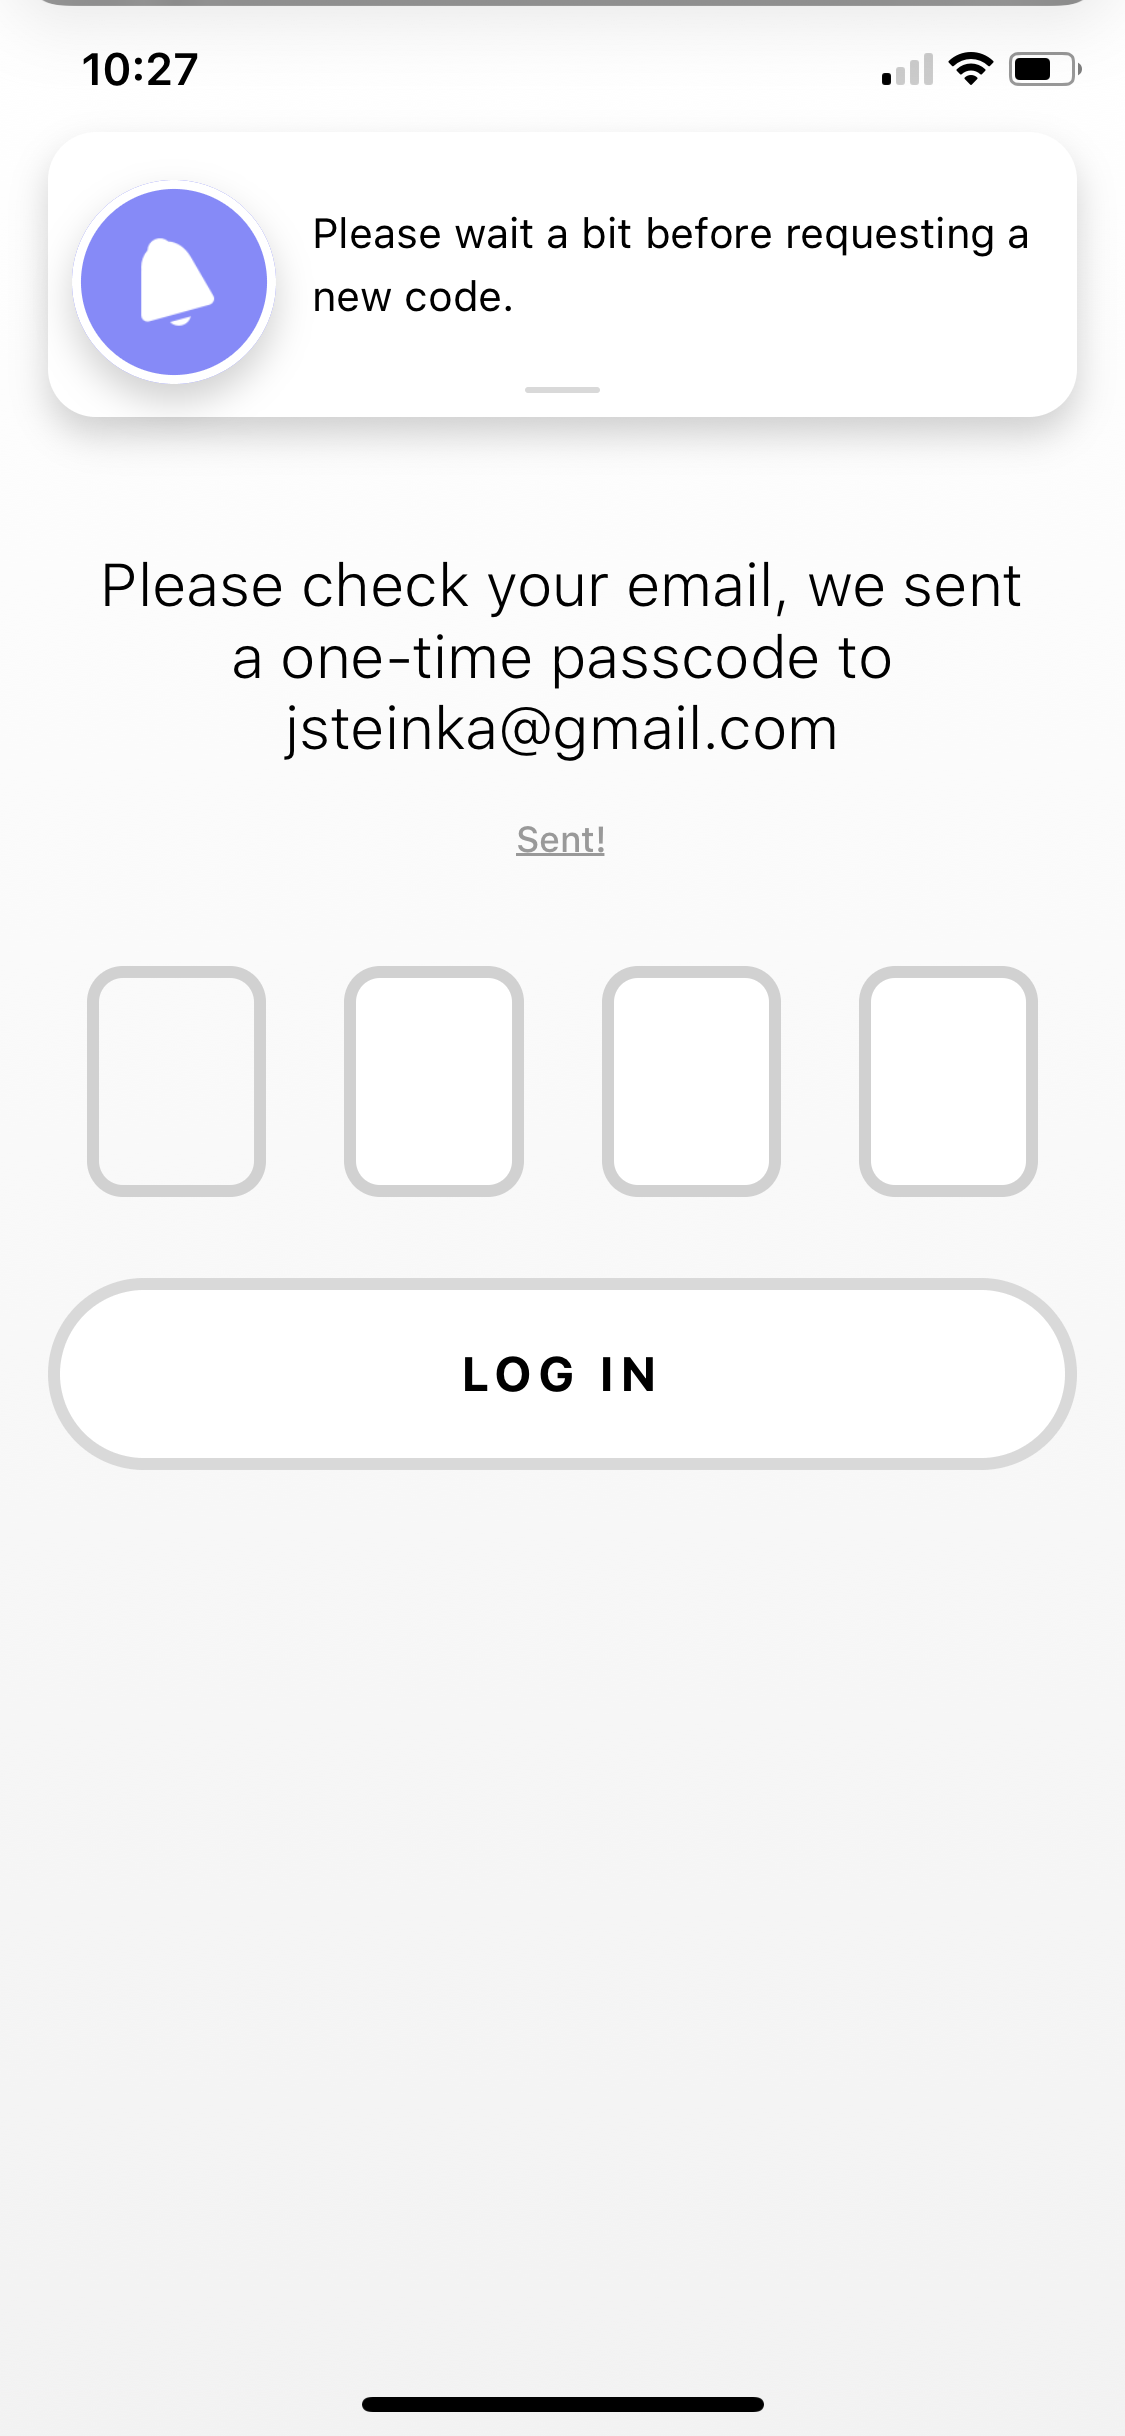 10:27
Please wait a bit before requesting a
new code.
Please check your email, we sent
a one-time passcode to
jsteinka@gmail.com
Sent!
LOG IN